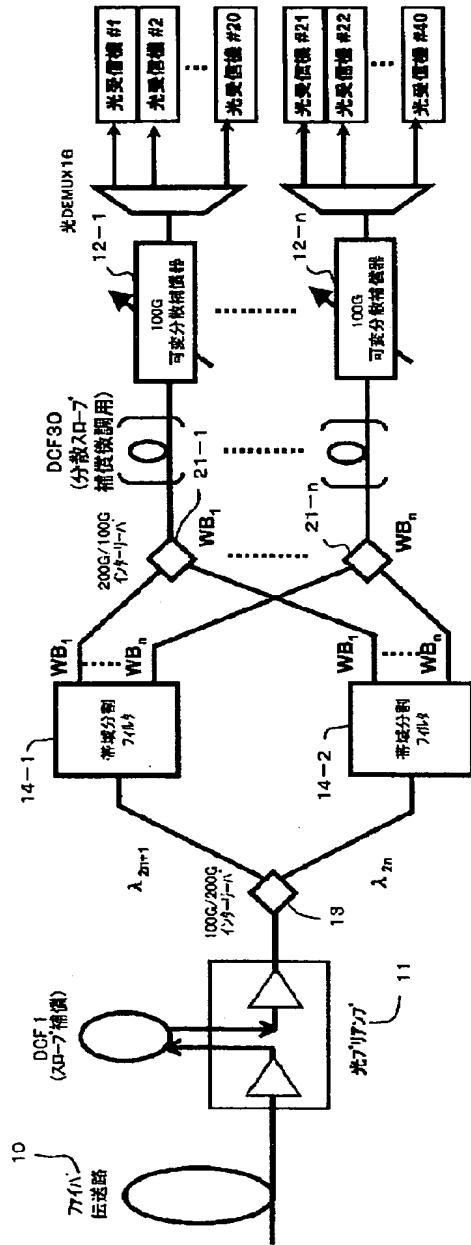 10
ファイバ
伝送路
DCF1
(スロープ補償)
光プリアンプ
11
100G/200G
インターリーバ
13
λ2n+1
λ2n
14-1
帯域分割
フィルタ
14-2
帯域分割
フィルタ
WB1
WBn
WB1
WBn
200G/100G
インターリーバ
21-1
WB1
21-n
WBn
DCF30
(分散スロープ
補償微調用)
12-1
100G
可変分散補償器
12-n
100G
可変分散補償器
光DEMUX16
光受信機 #1
光受信機 #2
光受信機 #20
光受信機 #21
光受信機 #22
光受信機 #40